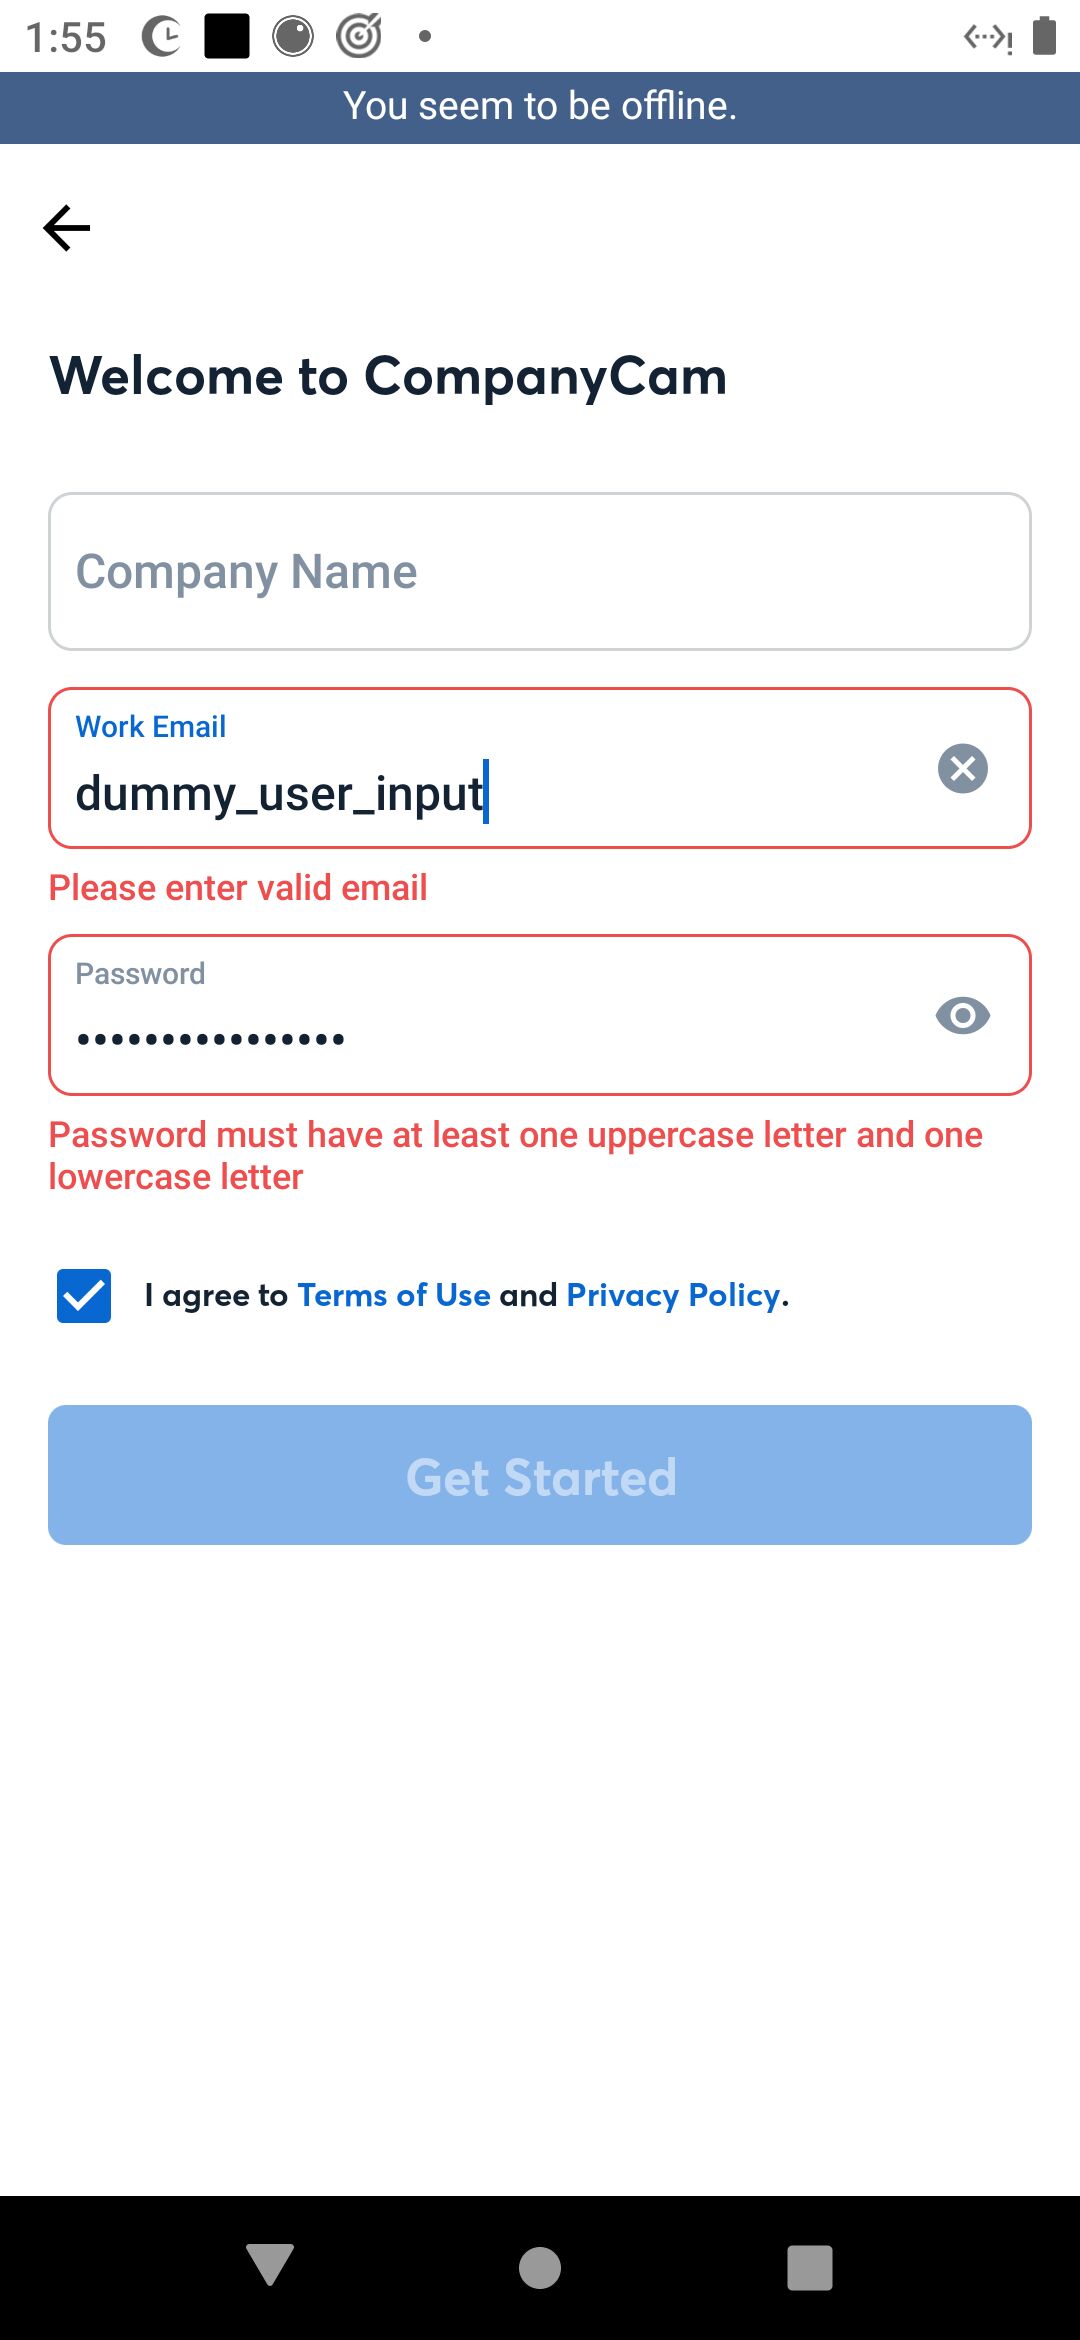 1:55
You seem to be offline.
Welcome to CompanyCam
Company Name
Work Email
dummy_user_input
Please enter valid email
Password
••••••••••••••••
Password must have at least one uppercase letter and one
lowercase letter
I agree to Terms of Use and Privacy Policy.
Get Started